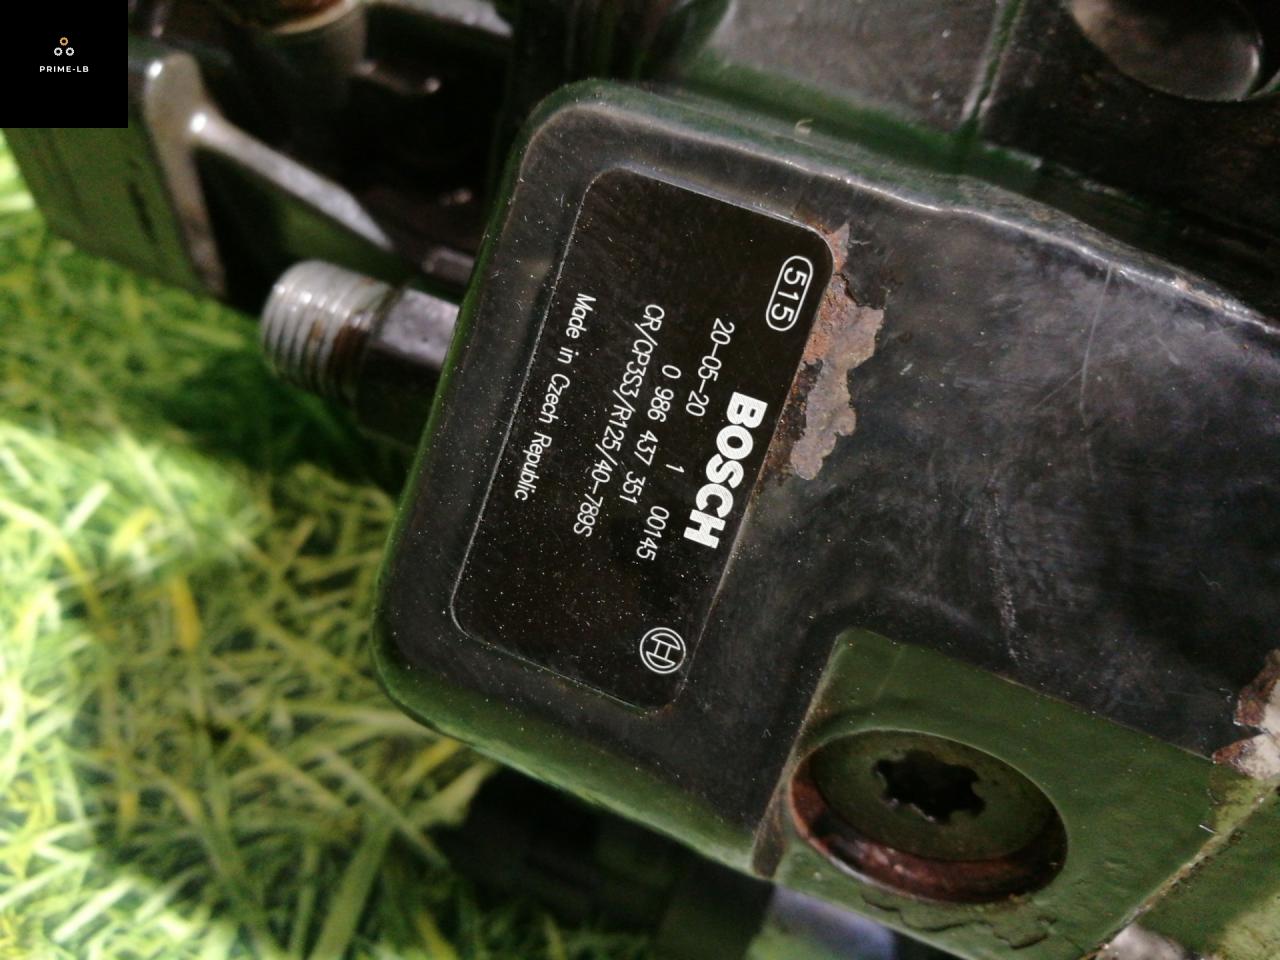 PRIME-LB
515
BOSCH
20-05-20 1 00145
0 986 437 351
CR/CP3S3/R125/40-789S
Made in Czech Republic